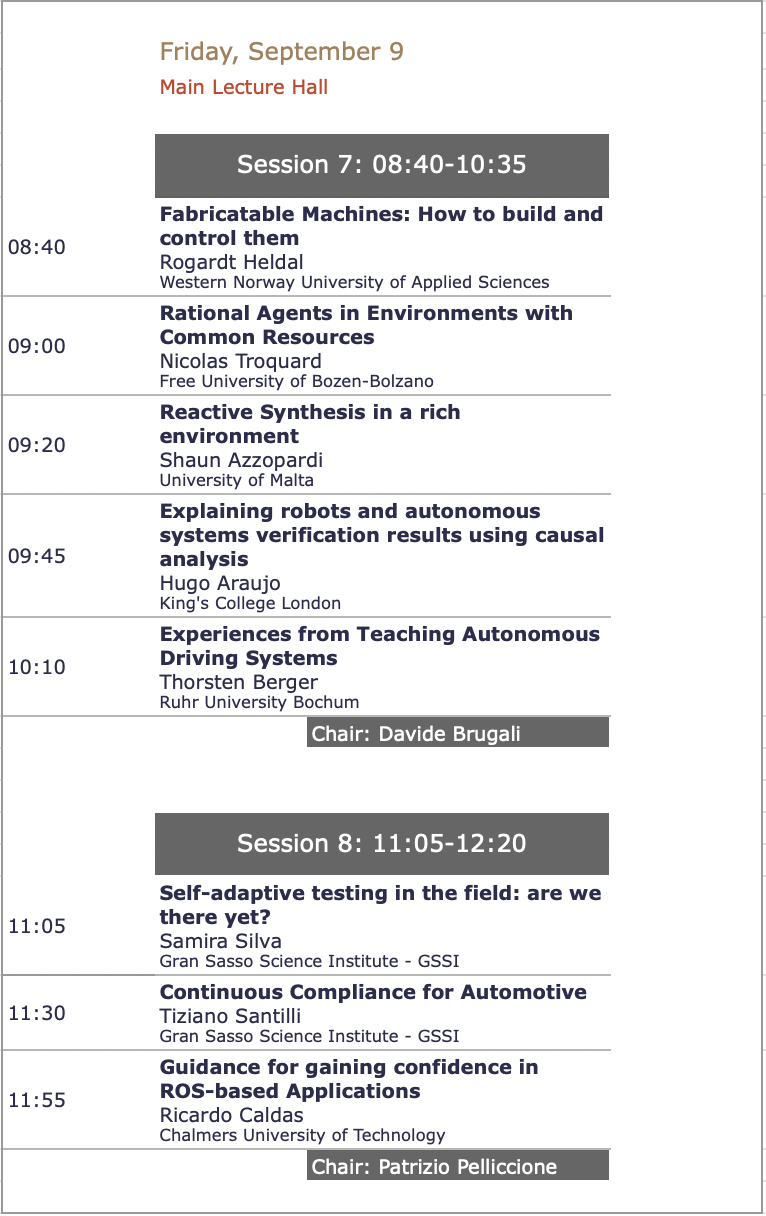 Friday, September 9
Main Lecture Hall
Session 7: 08:40-10:35
08:40
Fabricatable Machines: How to build and
control them
Rogardt Heldal
Western Norway University of Applied Sciences
09:00
Rational Agents in Environments with
Common Resources
Nicolas Troquard
Free University of Bozen-Bolzano
09:20
Reactive Synthesis in a rich
environment
Shaun Azzopardi
University of Malta
09:45
Explaining robots and autonomous
systems verification results using causal
analysis
Hugo Araujo
King's College London
10:10
Experiences from Teaching Autonomous
Driving Systems
Thorsten Berger
Ruhr University Bochum
Chair: Davide Brugali
Session 8: 11:05-12:20
11:05
Self-adaptive testing in the field: are we
there yet?
Samira Silva
Gran Sasso Science Institute - GSSI
11:30
Continuous Compliance for Automotive
Tiziano Santilli
Gran Sasso Science Institute - GSSI
11:55
Guidance for gaining confidence in
ROS-based Applications
Ricardo Caldas
Chalmers University of Technology
Chair: Patrizio Pelliccione